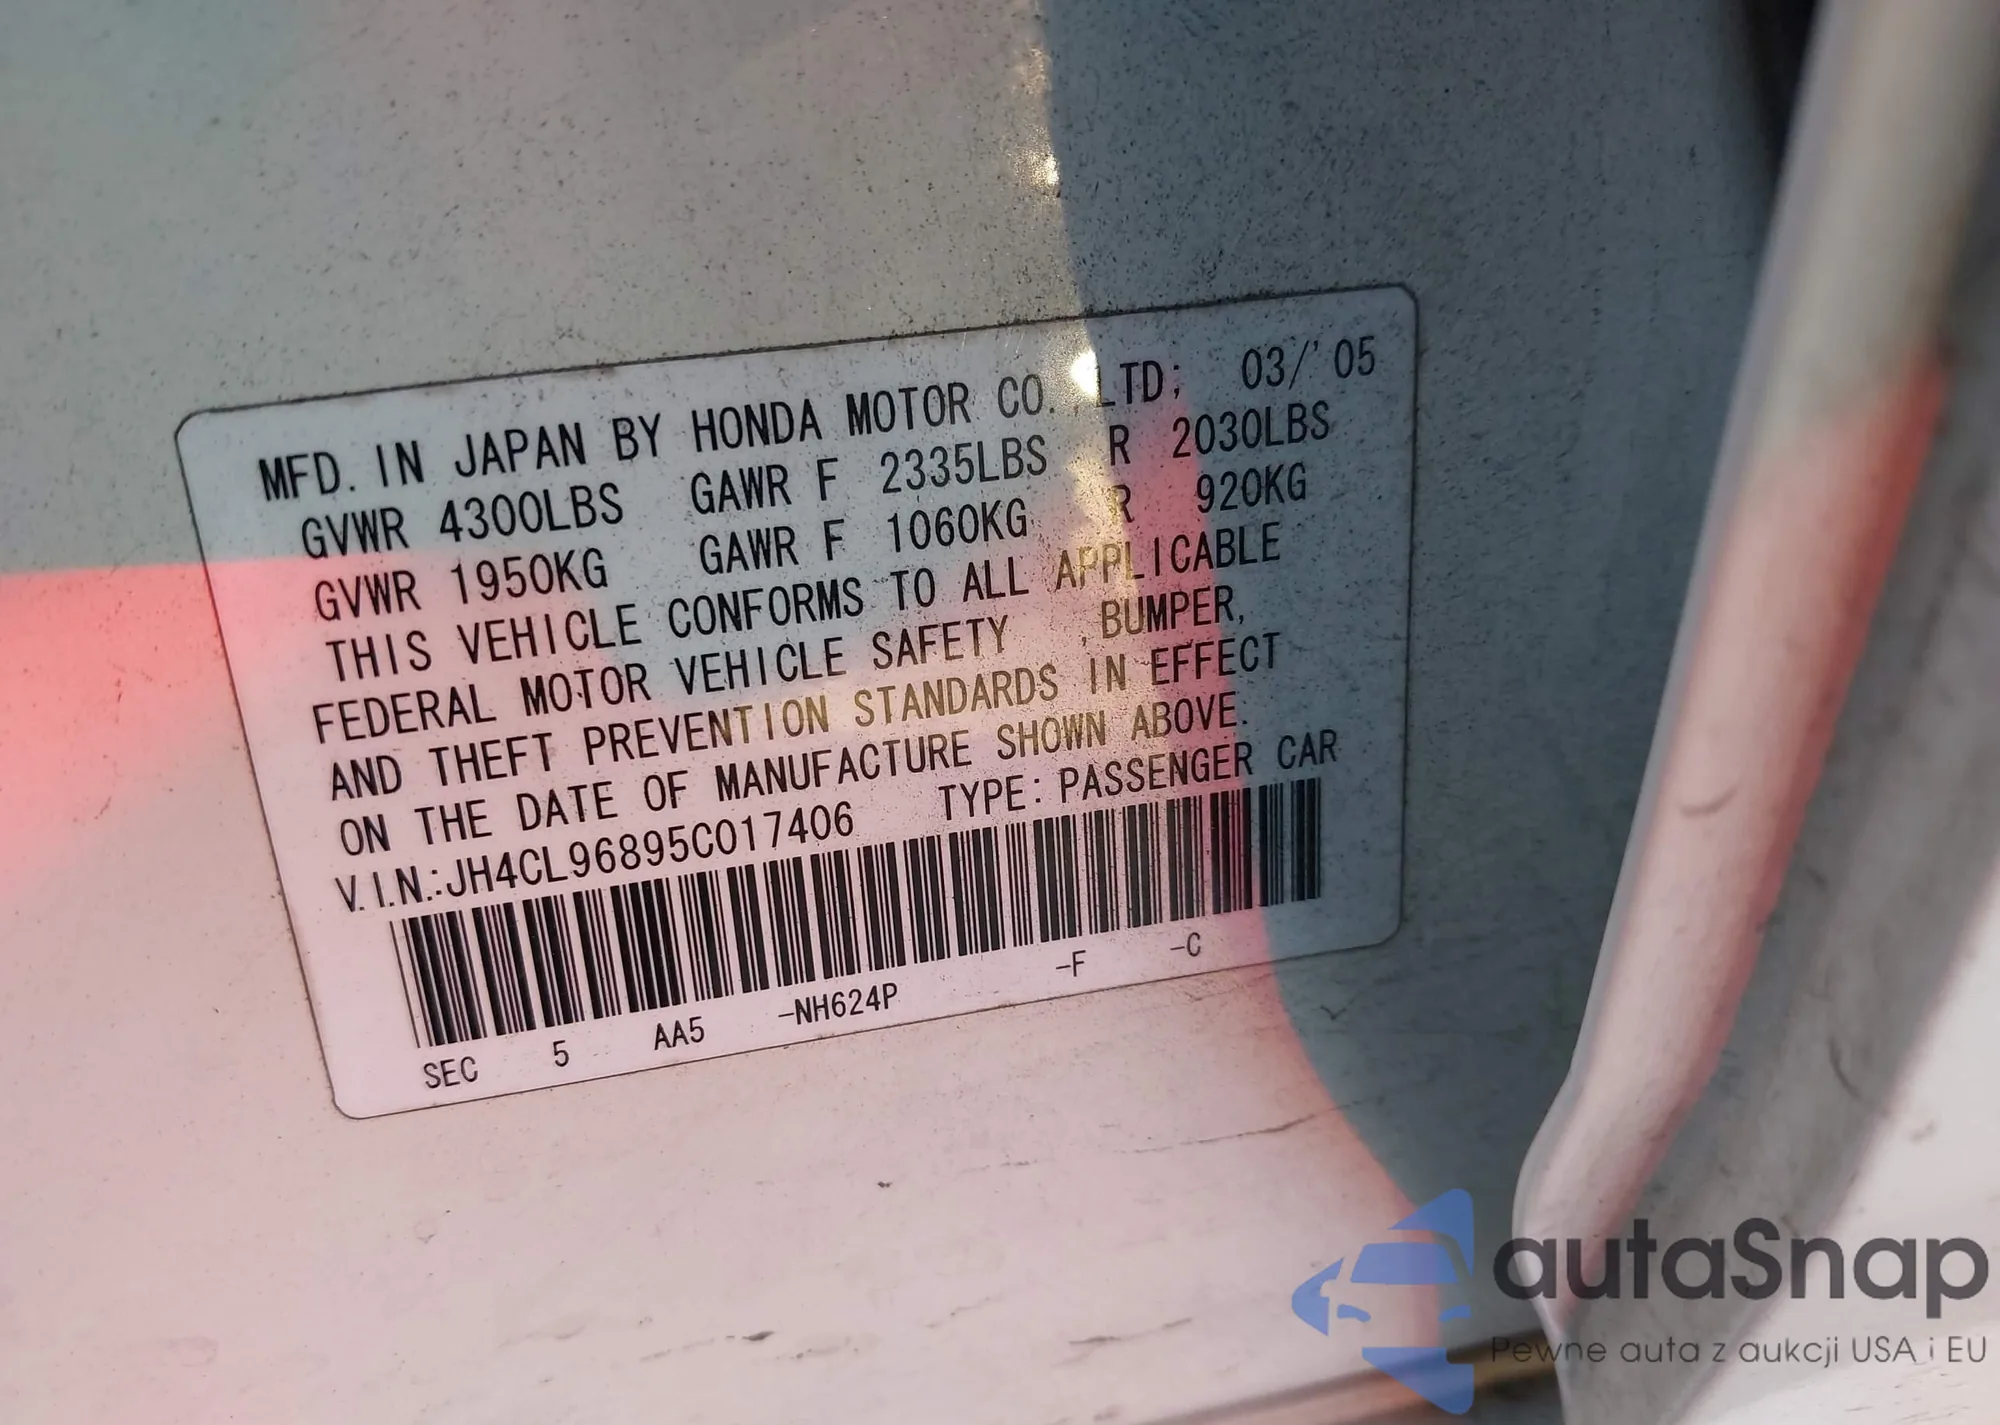 MFD. IN JAPAN BY HONDA MOTOR CO.,LTD; 03/'05
GVWR 4300LBS GAWR F 2335LBS R 2030LBS
GVWR 1950KG GAWR F 1060KG R 920KG
THIS VEHICLE CONFORMS TO ALL APPLICABLE
FEDERAL MOTOR VEHICLE SAFETY , BUMPER,
AND THEFT PREVENTION STANDARDS IN EFFECT
ON THE DATE OF MANUFACTURE SHOWN ABOVE.
V.I.N.:JH4CL96895C017406 TYPE: PASSENGER CAR
SEC 5 AA5 -NH624P -F -C
autaSnap
Pewne auta z aukcji USA i EU